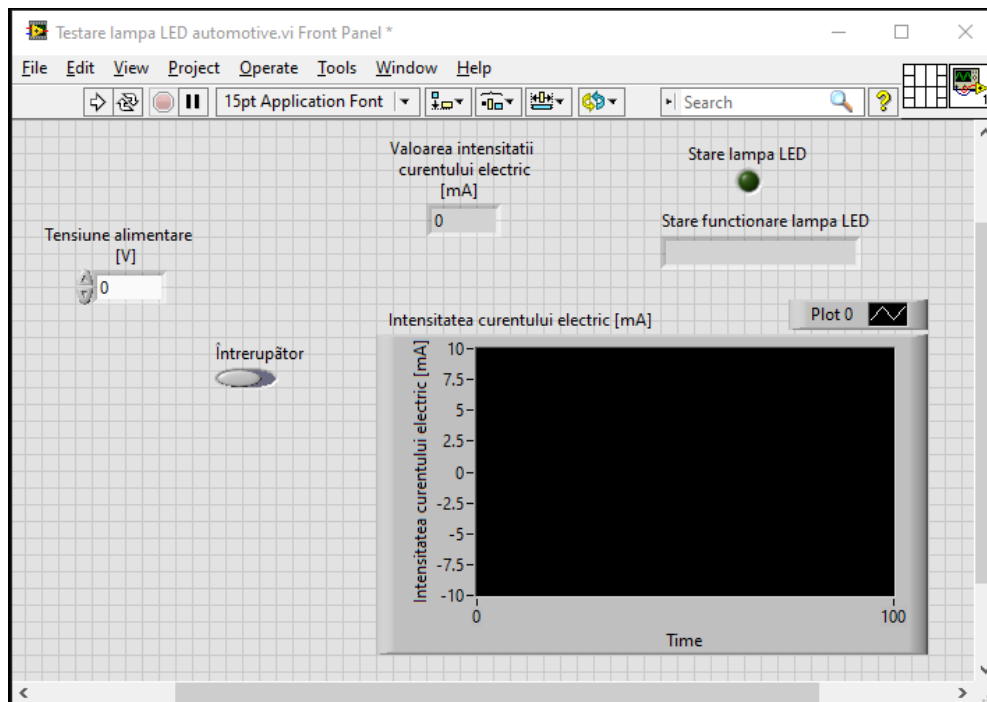 Testare lampa LED automotive.vi Front Panel *
File Edit View Project Operate Tools Window Help
15pt Application Font
Search
?
1
Valoarea intensitatii
curentului electric
[mA]
0
Stare lampa LED
Stare functionare lampa LED
Tensiune alimentare
[V]
0
Întrerupãtor
Intensitatea curentului electric [mA]
Plot 0
Intensitatea curentului electric [mA]
10
7.5
5
2.5
0
-2.5
-5
-7.5
-10
0
100
Time